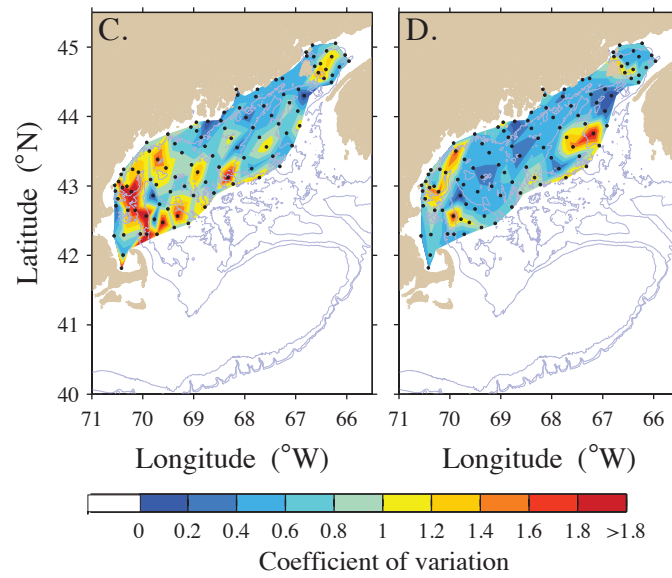 C.
D.
45
44
43
42
41
40
Latitude (°N)
71 70 69 68 67 66
71 70 69 68 67 66
Longitude (°W)
Longitude (°W)
0 0.2 0.4 0.6 0.8 1 1.2 1.4 1.6 1.8 >1.8
Coefficient of variation